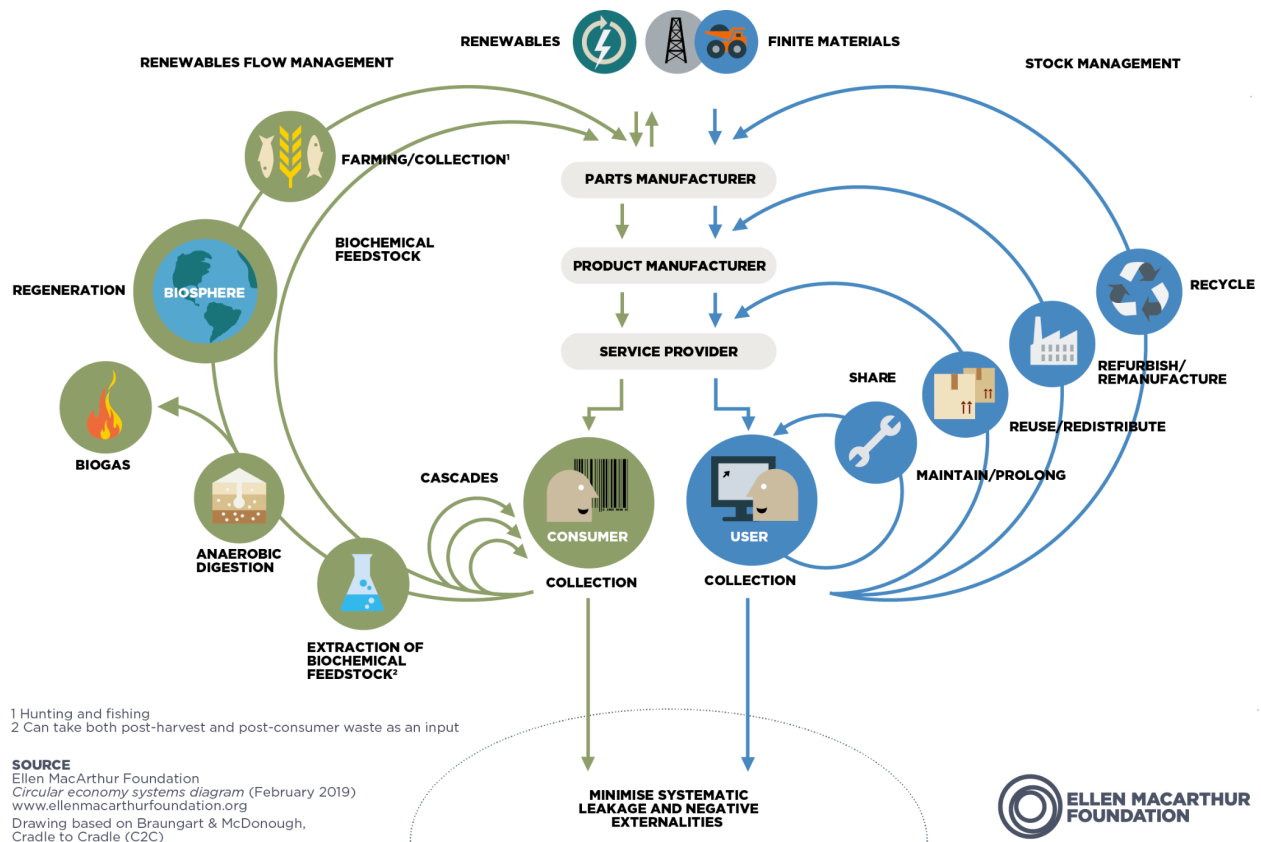 RENEWABLES
FINITE MATERIALS
RENEWABLES FLOW MANAGEMENT
STOCK MANAGEMENT
FARMING/COLLECTION¹
PARTS MANUFACTURER
BIOCHEMICAL
FEEDSTOCK
PRODUCT MANUFACTURER
REGENERATION
BIOSPHERE
RECYCLE
SERVICE PROVIDER
SHARE
REFURBISH/
REMANUFACTURE
REUSE/REDISTRIBUTE
BIOGAS
CASCADES
MAINTAIN/PROLONG
CONSUMER
USER
ANAEROBIC
DIGESTION
COLLECTION
COLLECTION
EXTRACTION OF
BIOCHEMICAL
FEEDSTOCK²
1 Hunting and fishing
2 Can take both post-harvest and post-consumer waste as an input
SOURCE
Ellen MacArthur Foundation
Circular economy systems diagram (February 2019)
www.ellenmacarthurfoundation.org
Drawing based on Braungart & McDonough,
Cradle to Cradle (C2C)
MINIMISE SYSTEMATIC
LEAKAGE AND NEGATIVE
EXTERNALITIES
ELLEN MACARTHUR
FOUNDATION